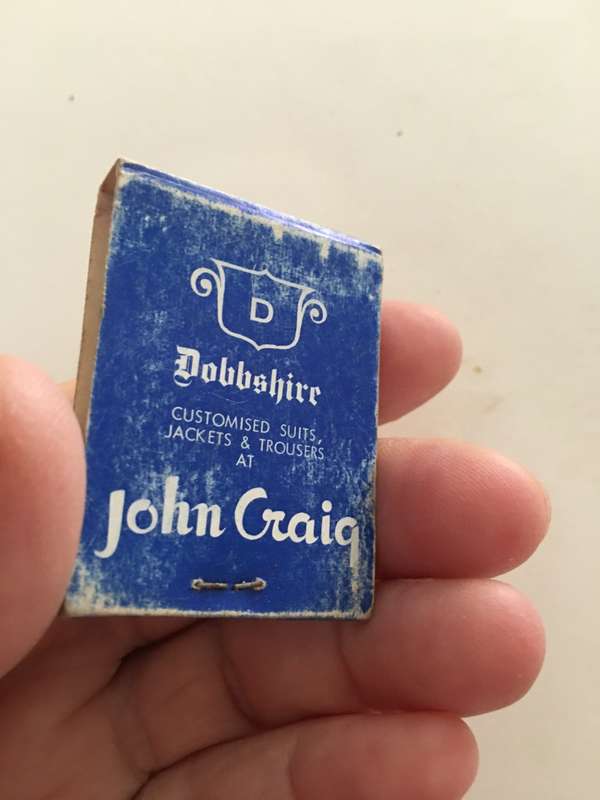 D
Dobbshire
CUSTOMISED SUITS,
JACKETS & TROUSERS
AT
John Craig